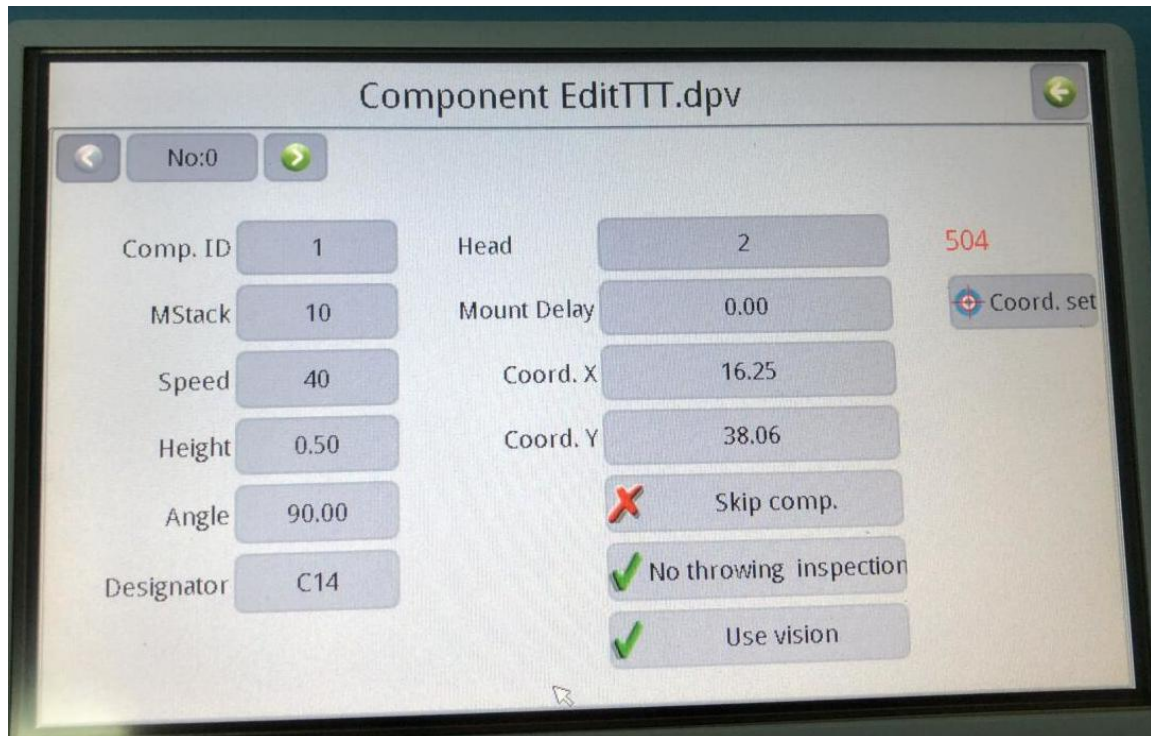 Component EditTTT.dpv
No:0
Comp. ID 1 Head 2 504
MStack 10 Mount Delay 0.00 Coord. set
Speed 40 Coord. X 16.25
Height 0.50 Coord. Y 38.06
Angle 90.00 Skip comp.
Designator C14 No throwing inspection
Use vision